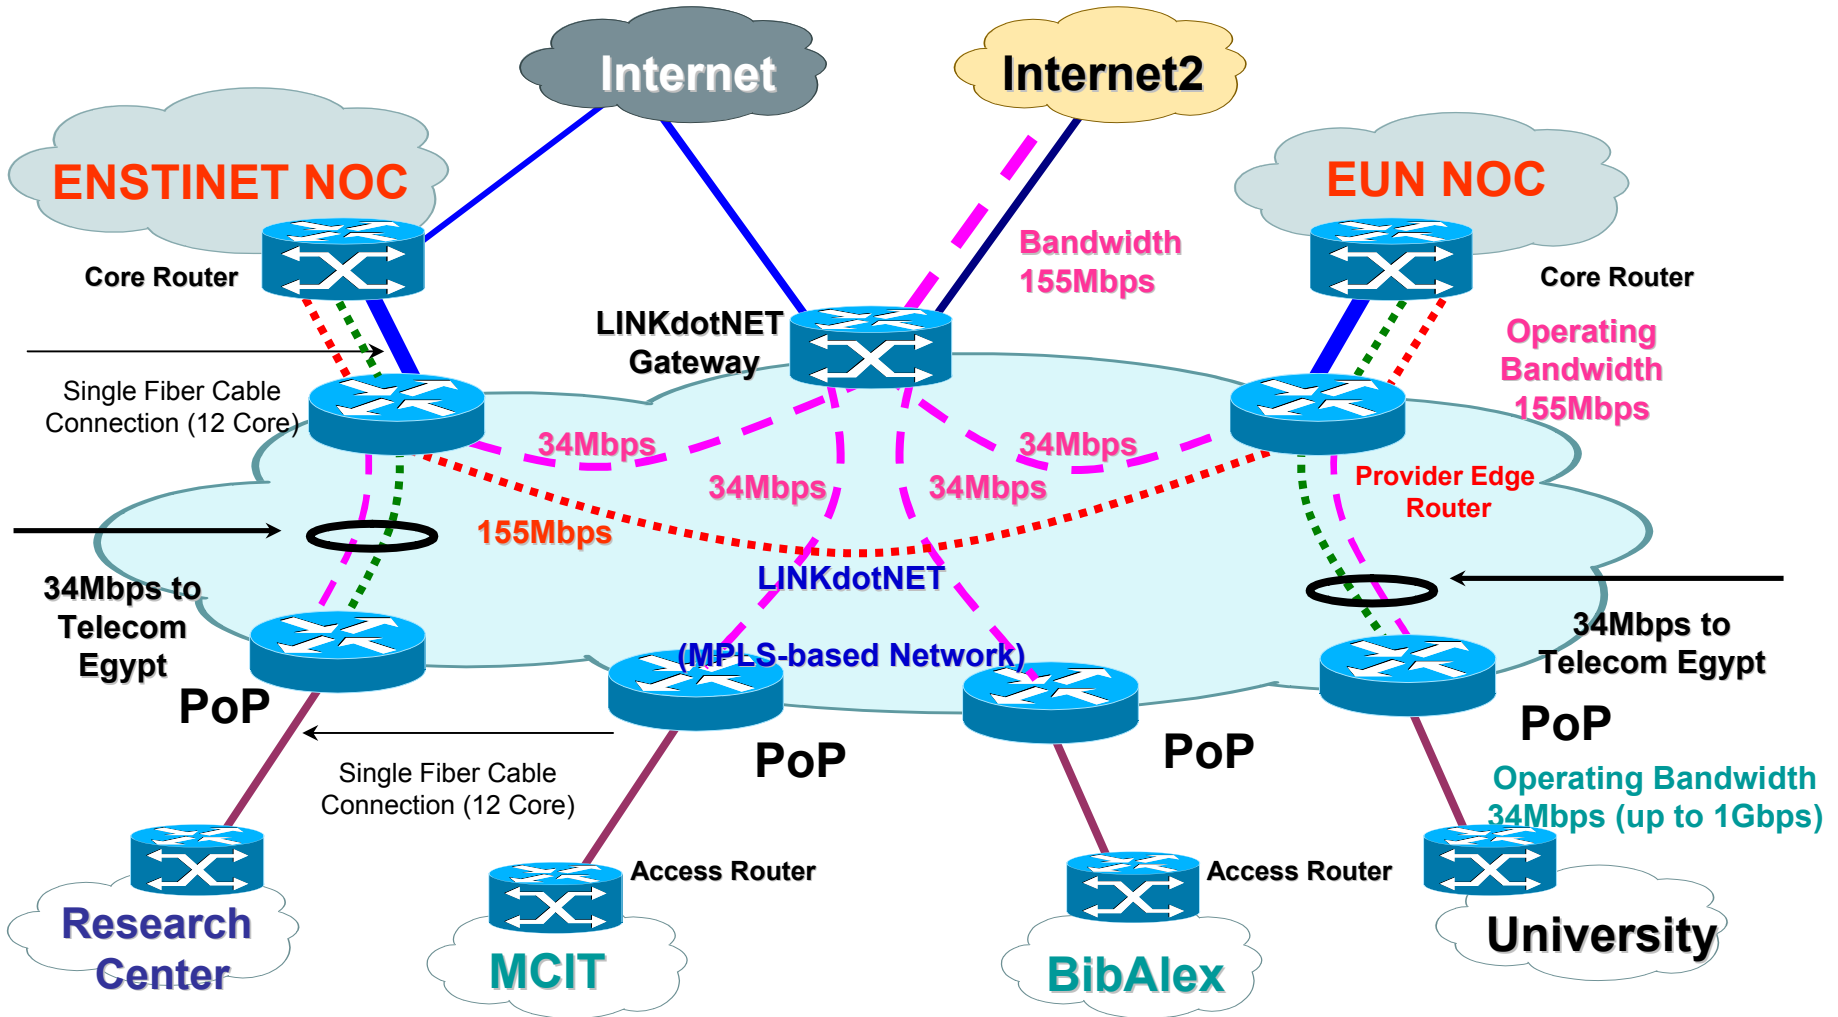 Internet
Internet2
ENSTINET NOC
EUN NOC
Core Router
Bandwidth
155Mbps
Core Router
LINKdotNET
Gateway
Operating
Bandwidth
155Mbps
Single Fiber Cable
Connection (12 Core)
34Mbps
34Mbps
34Mbps
34Mbps
Provider Edge
Router
155Mbps
LINKdotNET
(MPLS-based Network)
34Mbps to
Telecom
Egypt
34Mbps to
Telecom Egypt
PoP
PoP
PoP
PoP
Single Fiber Cable
Connection (12 Core)
Operating Bandwidth
34Mbps (up to 1Gbps)
Access Router
Access Router
Research
Center
MCIT
BibAlex
University